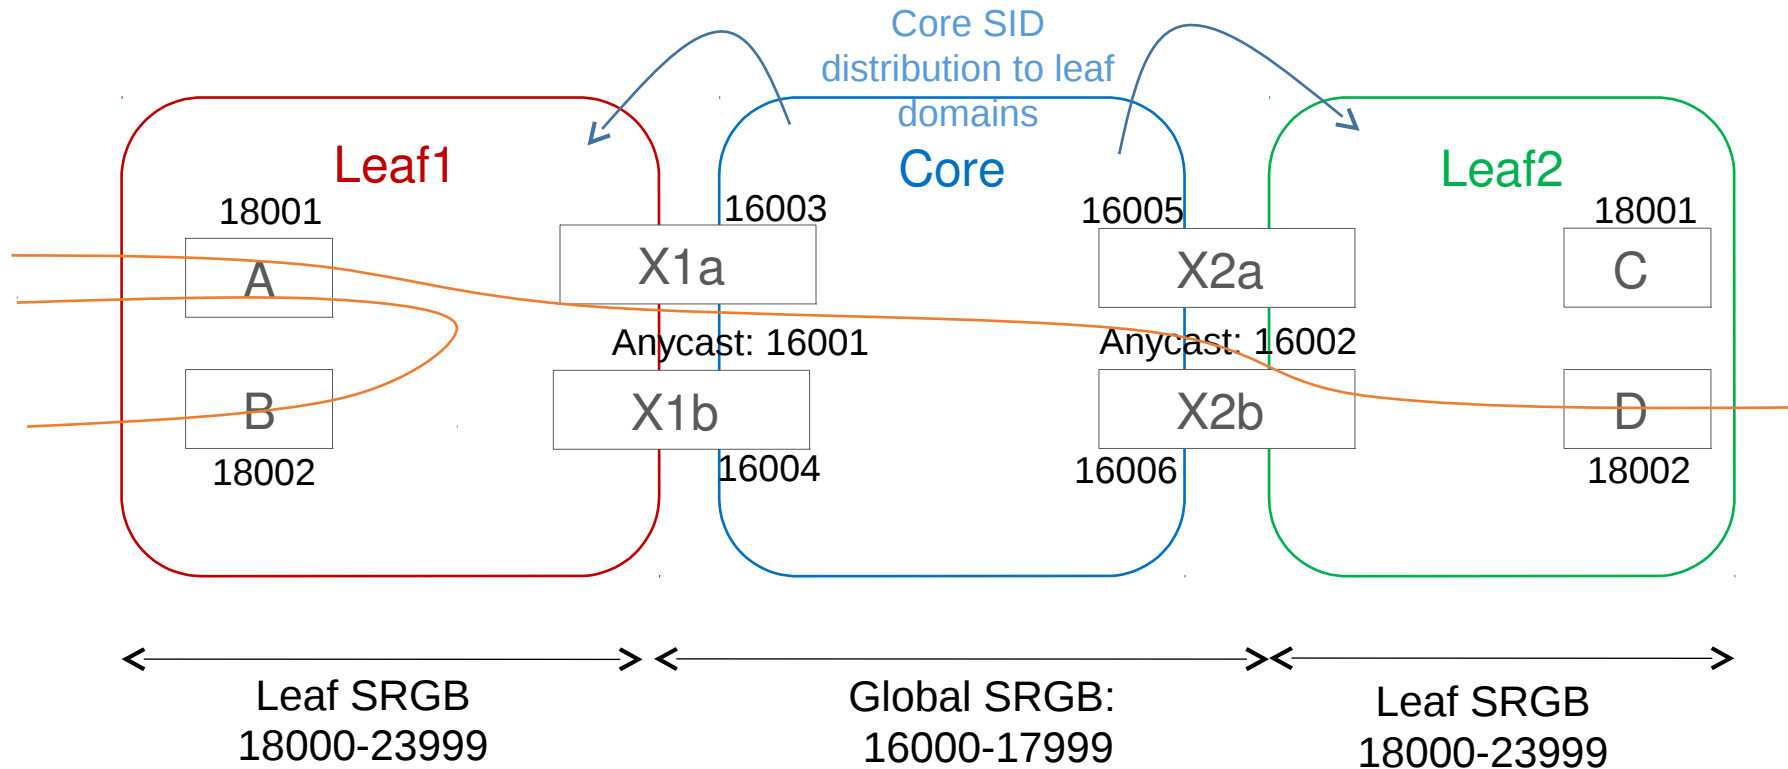 Core SID
distribution to leaf
domains
Leaf1
Core
Leaf2
18001
16003
16005
18001
A
X1a
X2a
C
Anycast: 16001
Anycast: 16002
B
X1b
X2b
D
18002
16004
16006
18002
Leaf SRGB
18000-23999
Global SRGB:
16000-17999
Leaf SRGB
18000-23999